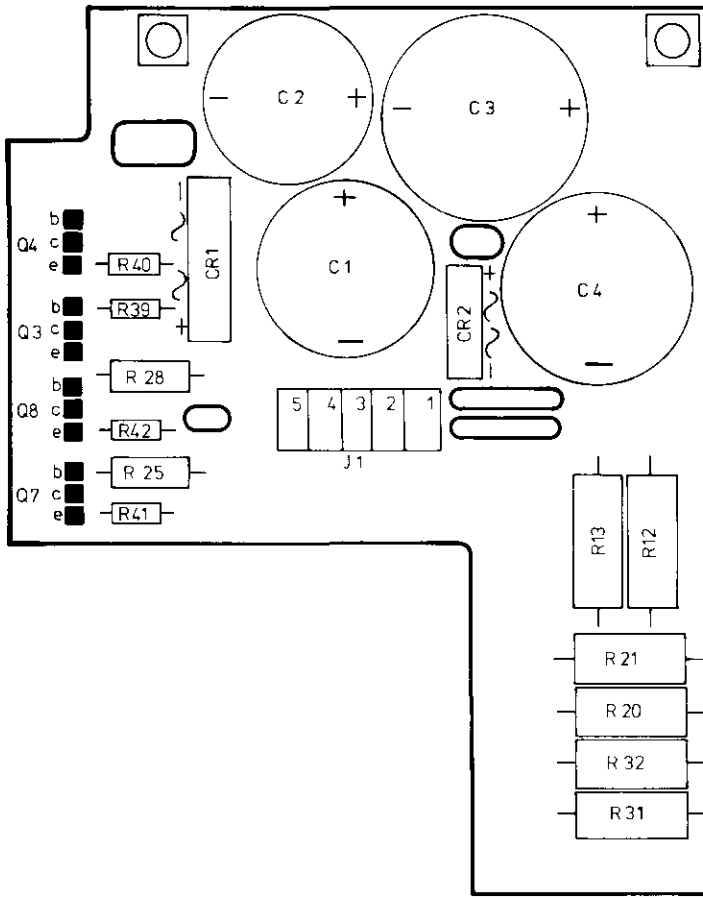 C2
− +
C3
− +
b
Q4 c
e
R40
− CR1 +
C1
+ −
+ CR2 −
C4
+ −
b
Q3 c
e
R39
b
Q8 c
e
R 28
R42
5 4 3 2 1
J1
b
Q7 c
e
R 25
R41
R13
R12
R 21
R 20
R 32
R 31